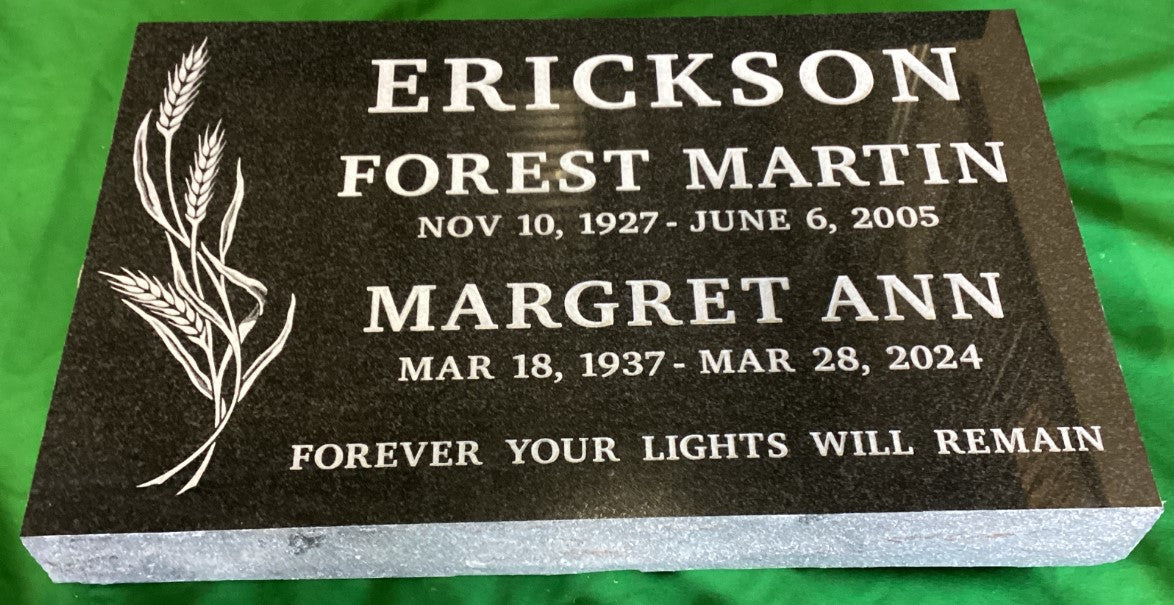 ERICKSON
FOREST MARTIN
NOV 10, 1927 - JUNE 6, 2005
MARGRET ANN
MAR 18, 1937 - MAR 28, 2024
FOREVER YOUR LIGHTS WILL REMAIN